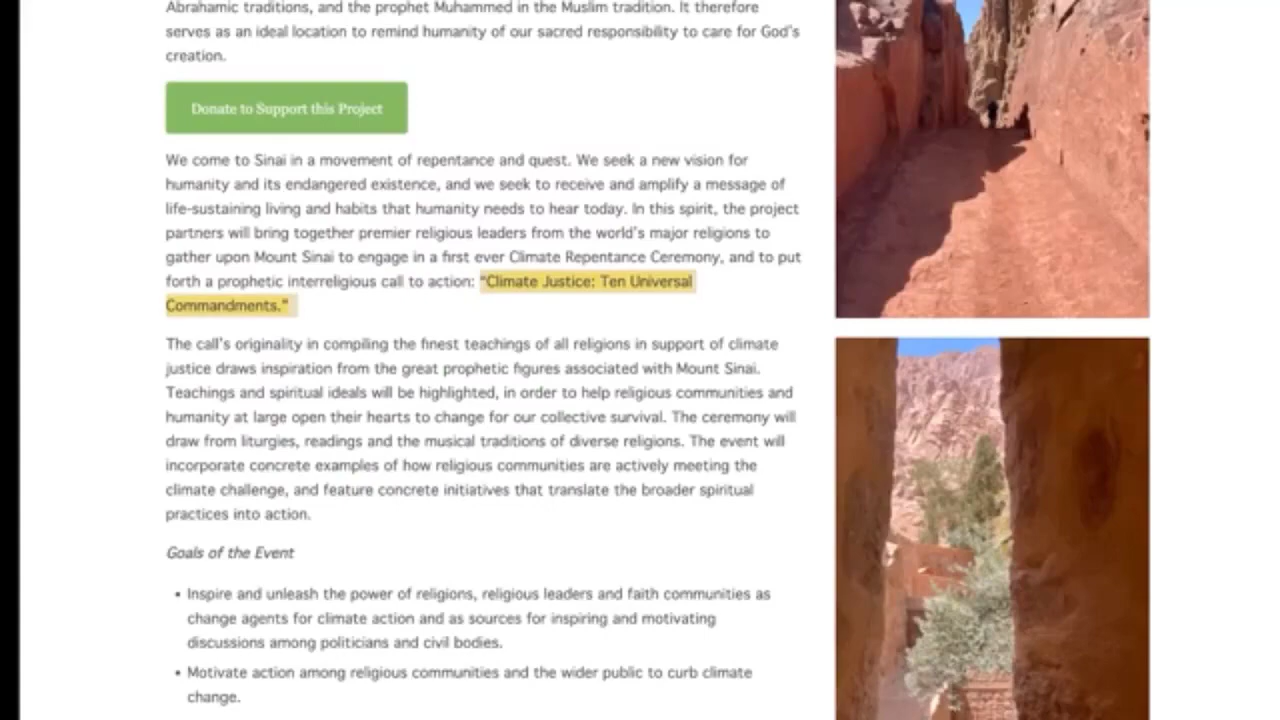 Abrahamic traditions, and the prophet Muhammed in the Muslim tradition. It therefore
serves as an ideal location to remind humanity of our sacred responsibility to care for God's
creation.
Donate to Support this Project
We come to Sinai in a movement of repentance and quest. We seek a new vision for
humanity and its endangered existence, and we seek to receive and amplify a message of
life-sustaining living and habits that humanity needs to hear today. In this spirit, the project
partners will bring together premier religious leaders from the world's major religions to
gather upon Mount Sinai to engage in a first ever Climate Repentance Ceremony, and to put
forth a prophetic interreligious call to action: "Climate Justice: Ten Universal
Commandments."
The call's originality in compiling the finest teachings of all religions in support of climate
justice draws inspiration from the great prophetic figures associated with Mount Sinai.
Teachings and spiritual ideals will be highlighted, in order to help religious communities and
humanity at large open their hearts to change for our collective survival. The ceremony will
draw from liturgies, readings and the musical traditions of diverse religions. The event will
incorporate concrete examples of how religious communities are actively meeting the
climate challenge, and feature concrete initiatives that translate the broader spiritual
practices into action.
Goals of the Event
• Inspire and unleash the power of religions, religious leaders and faith communities as
change agents for climate action and as sources for inspiring and motivating
discussions among politicians and civil bodies.
• Motivate action among religious communities and the wider public to curb climate
change.